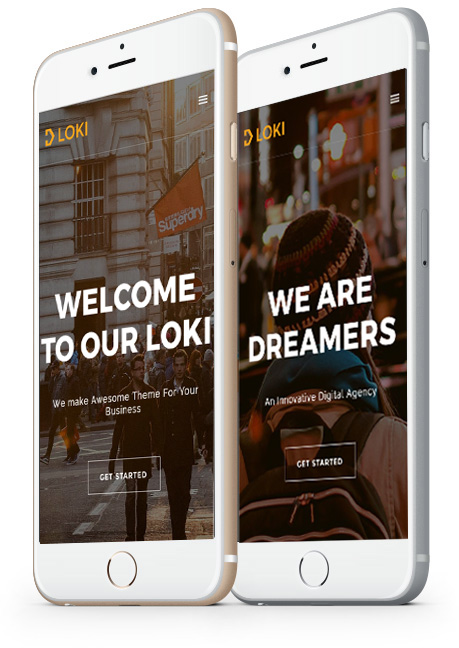 LOKI
Superdry
WELCOME
TO OUR LOKI
We make Awesome Theme For Your
Business
GET STARTED
LOKI
WE ARE
DREAMERS
An Innovative Digital Agency
GET STARTED